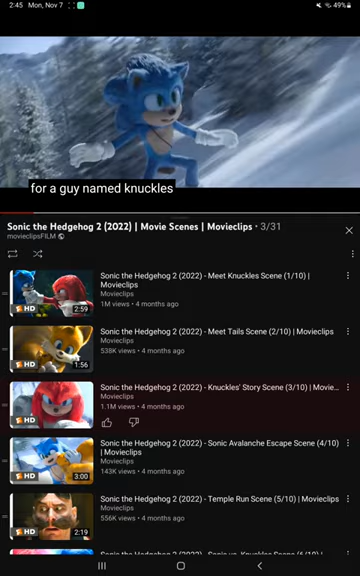 2:45 Mon, Nov 7
49%
for a guy named knuckles
Sonic the Hedgehog 2 (2022) | Movie Scenes | Movieclips · 3/31
movieclipsFILM
Sonic the Hedgehog 2 (2022) - Meet Knuckles Scene (1/10) |
Movieclips
Movieclips
1M views · 4 months ago
HD
2:59
Sonic the Hedgehog 2 (2022) - Meet Tails Scene (2/10) | Movieclips
Movieclips
538K views · 4 months ago
HD
1:56
Sonic the Hedgehog 2 (2022) - Knuckles' Story Scene (3/10) | Movie...
Movieclips
1.1M views · 4 months ago
HD
Sonic the Hedgehog 2 (2022) - Sonic Avalanche Escape Scene (4/10)
| Movieclips
Movieclips
143K views · 4 months ago
HD
3:00
Sonic the Hedgehog 2 (2022) - Temple Run Scene (5/10) | Movieclips
Movieclips
556K views · 4 months ago
HD
2:19